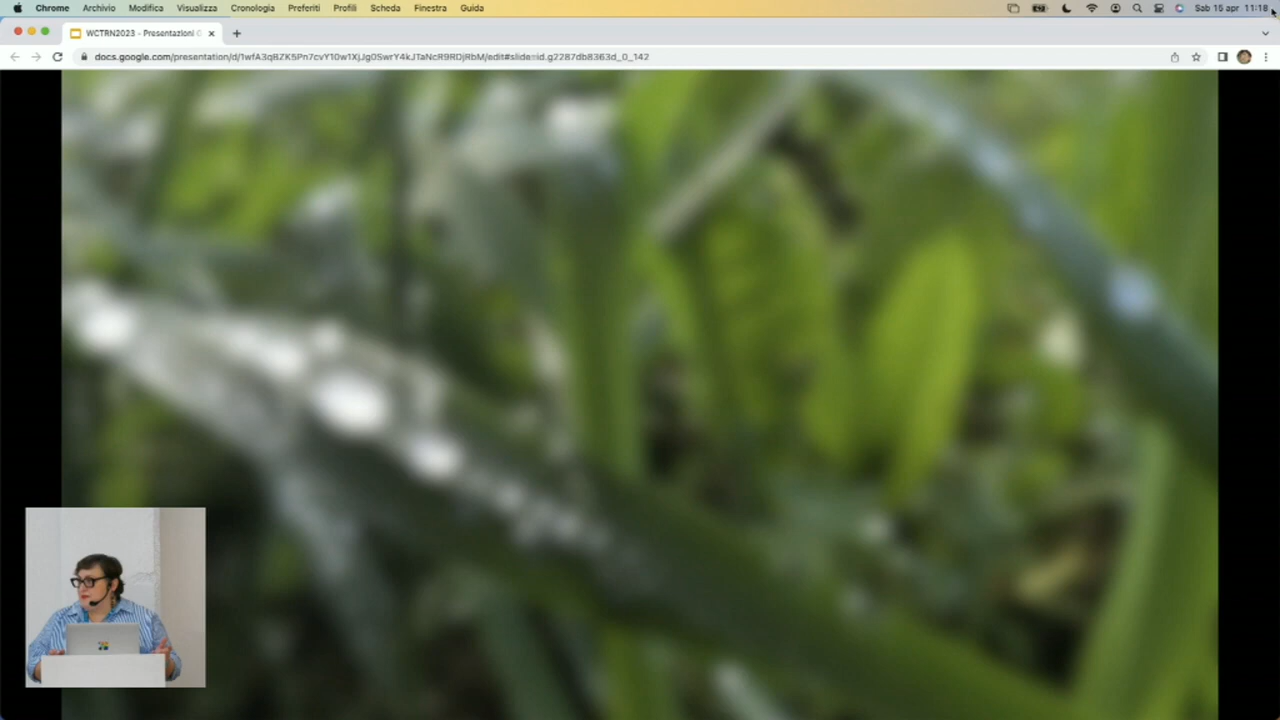 Chrome Archivio Modifica Visualizza Cronologia Preferiti Profili Scheda Finestra Guida Sab 15 apr 11:18
WCTRN2023 - Presentazioni G
docs.google.com/presentation/d/1wfA3qBZK5Pn7cvY10w1XjJg0SwrY4kJTaNcR9RDjRbM/edit#slide=id.g2287db8363d_0_142